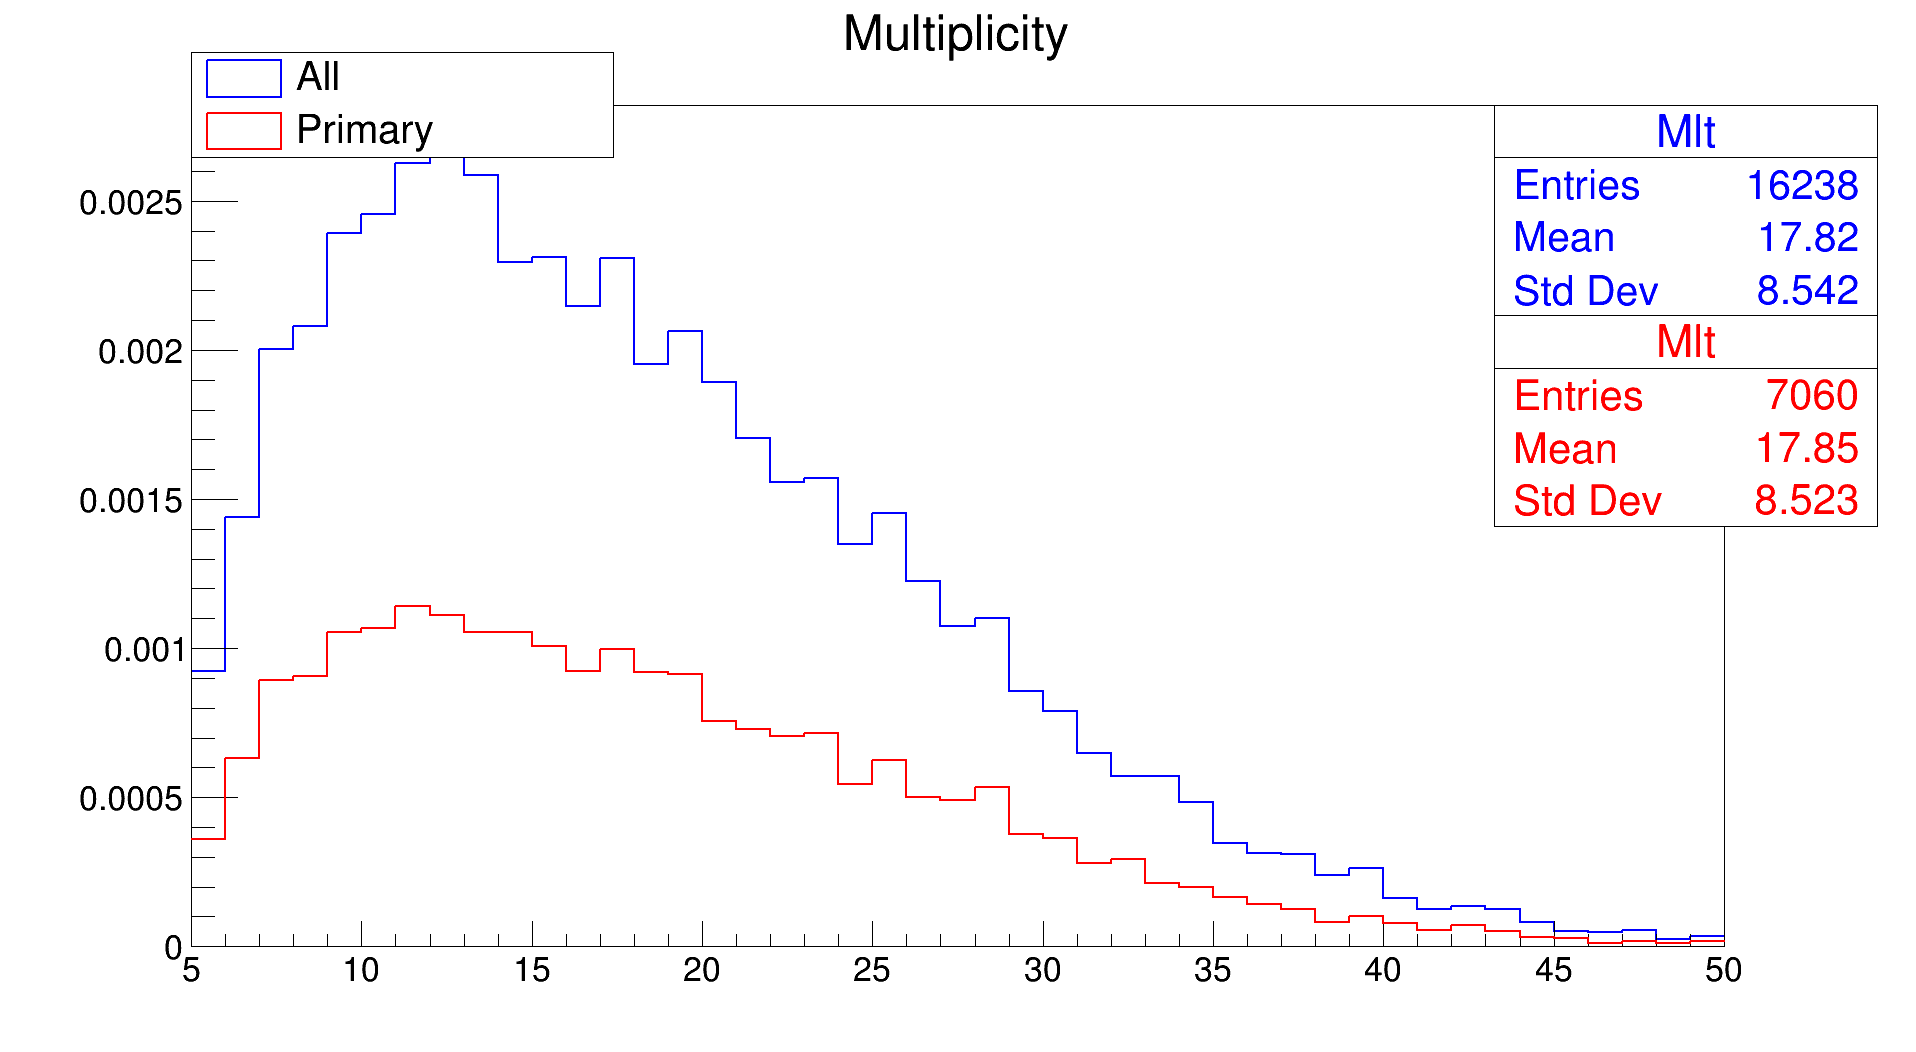 Multiplicity
All
Primary
Mlt
Entries 16238
Mean 17.82
Std Dev 8.542
Mlt
Entries 7060
Mean 17.85
Std Dev 8.523
0.0025
0.002
0.0015
0.001
0.0005
0
5 10 15 20 25 30 35 40 45 50